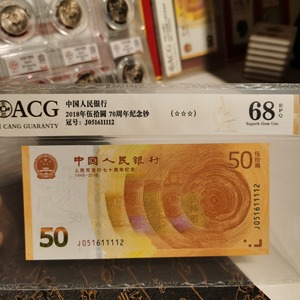 ACG
CANG GUARANTY
中国人民银行
2018年伍拾圆 70周年纪念钞
冠号：J051611112
(☆☆☆)
68 EPQ
Superb Gem Unc
中国人民银行
人民币发行七十周年纪念
1948-2018
50
伍拾圆
50
J051611112
J051611112